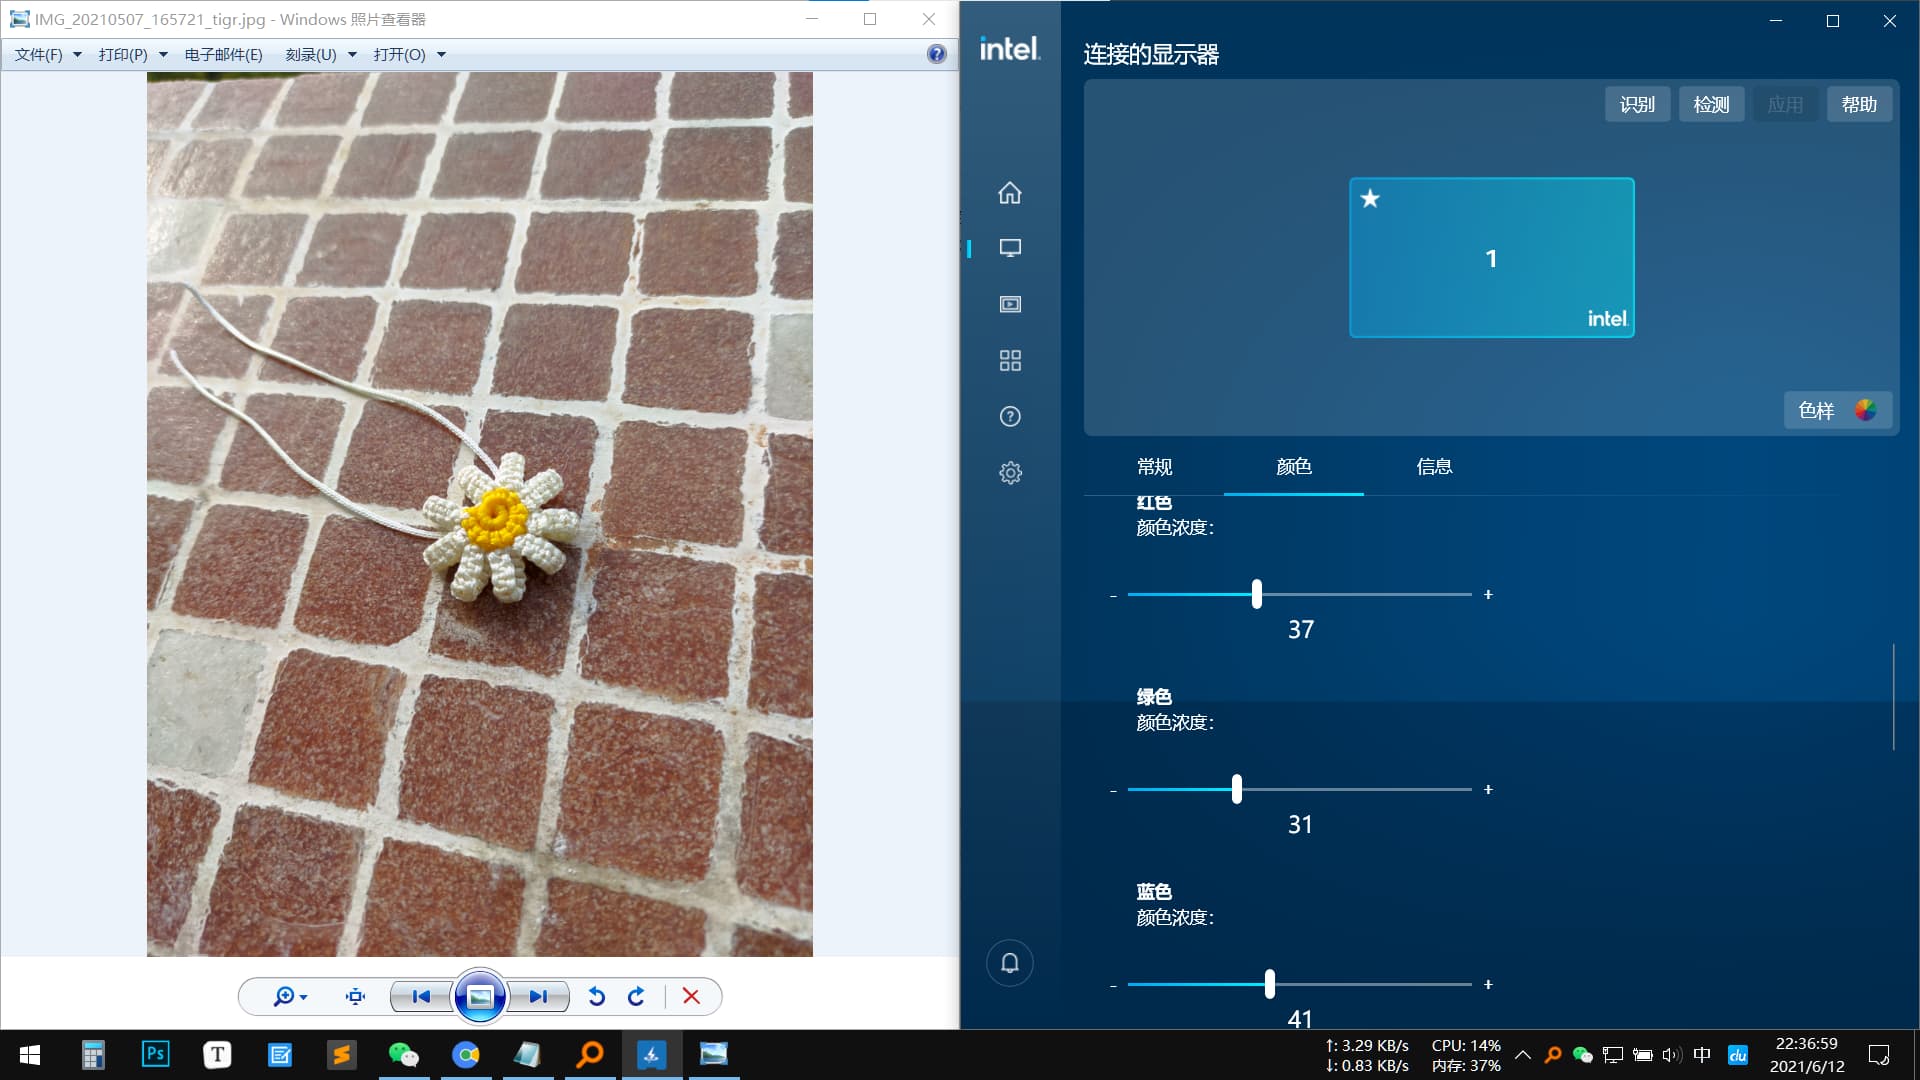 IMG_20210507_165721_tigr.jpg - Windows 照片查看器
文件(F) 打印(P) 电子邮件(E) 刻录(U) 打开(O)
intel.
连接的显示器
识别 检测 应用 帮助
1
intel.
色样
常规 颜色 信息
红色
颜色浓度:
- +
37
绿色
颜色浓度:
- +
31
蓝色
颜色浓度:
- +
41
Ps T
↑: 3.29 KB/s CPU: 14%
↓: 0.83 KB/s 内存: 37%
中 du
22:36:59
2021/6/12